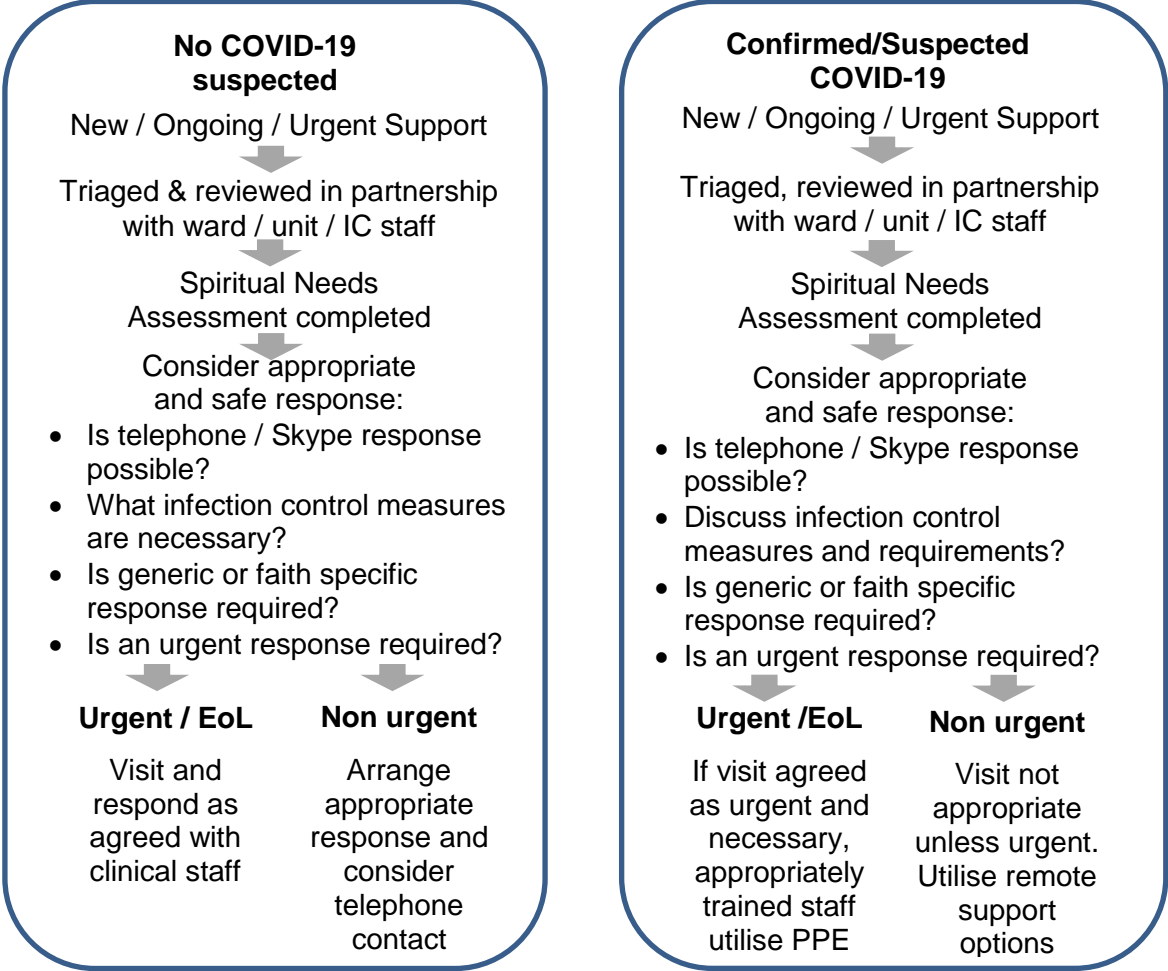 No COVID-19
suspected
New / Ongoing / Urgent Support
Triaged & reviewed in partnership
with ward / unit / IC staff
Spiritual Needs
Assessment completed
Consider appropriate
and safe response:
• Is telephone / Skype response
possible?
• What infection control measures
are necessary?
• Is generic or faith specific
response required?
• Is an urgent response required?
Urgent / EoL
Visit and
respond as
agreed with
clinical staff
Non urgent
Arrange
appropriate
response and
consider
telephone
contact
Confirmed/Suspected
COVID-19
New / Ongoing / Urgent Support
Triaged, reviewed in partnership
with ward / unit / IC staff
Spiritual Needs
Assessment completed
Consider appropriate
and safe response:
• Is telephone / Skype response
possible?
• Discuss infection control
measures and requirements?
• Is generic or faith specific
response required?
• Is an urgent response required?
Urgent /EoL
If visit agreed
as urgent and
necessary,
appropriately
trained staff
utilise PPE
Non urgent
Visit not
appropriate
unless urgent.
Utilise remote
support
options